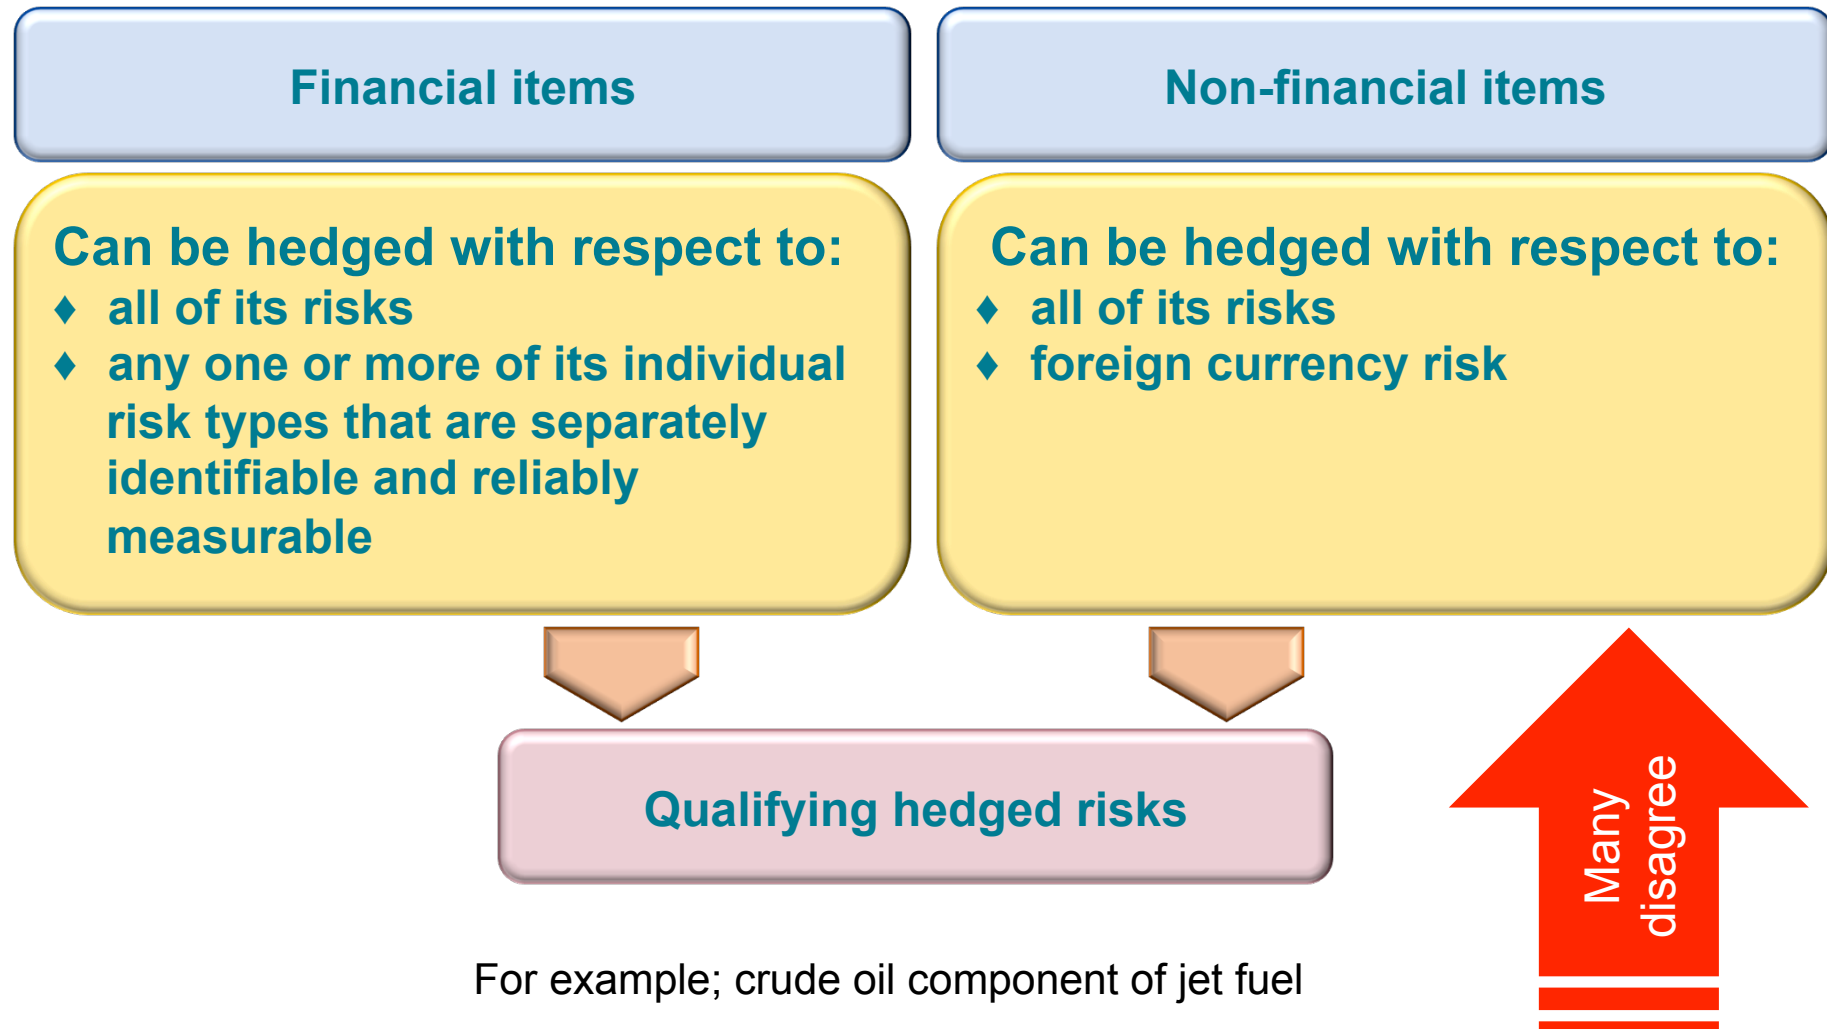 Financial items
Non-financial items
Can be hedged with respect to:
♦ all of its risks
♦ any one or more of its individual
risk types that are separately
identifiable and reliably
measurable
Can be hedged with respect to:
♦ all of its risks
♦ foreign currency risk
Qualifying hedged risks
Many
disagree
For example; crude oil component of jet fuel